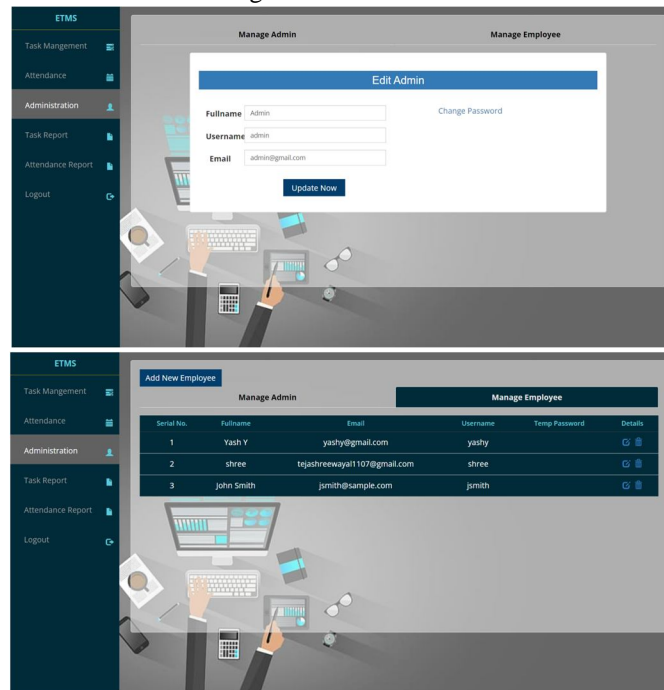 ETMS
Manage Admin Manage Employee
Task Mangement
Edit Admin
Attendance
Administration
Fullname Admin Change Password
Username admin
Task Report
Email admin@gmail.com
Attendance Report
Update Now
Logout
ETMS
Add New Employee
Task Mangement
Manage Admin Manage Employee
Attendance
Serial No. Fullname Email Username Temp Password Details
1 Yash Y yashy@gmail.com yashy
Administration
2 shree tejashreewayal1107@gmail.com shree
Task Report
3 John Smith jsmith@sample.com jsmith
Attendance Report
Logout